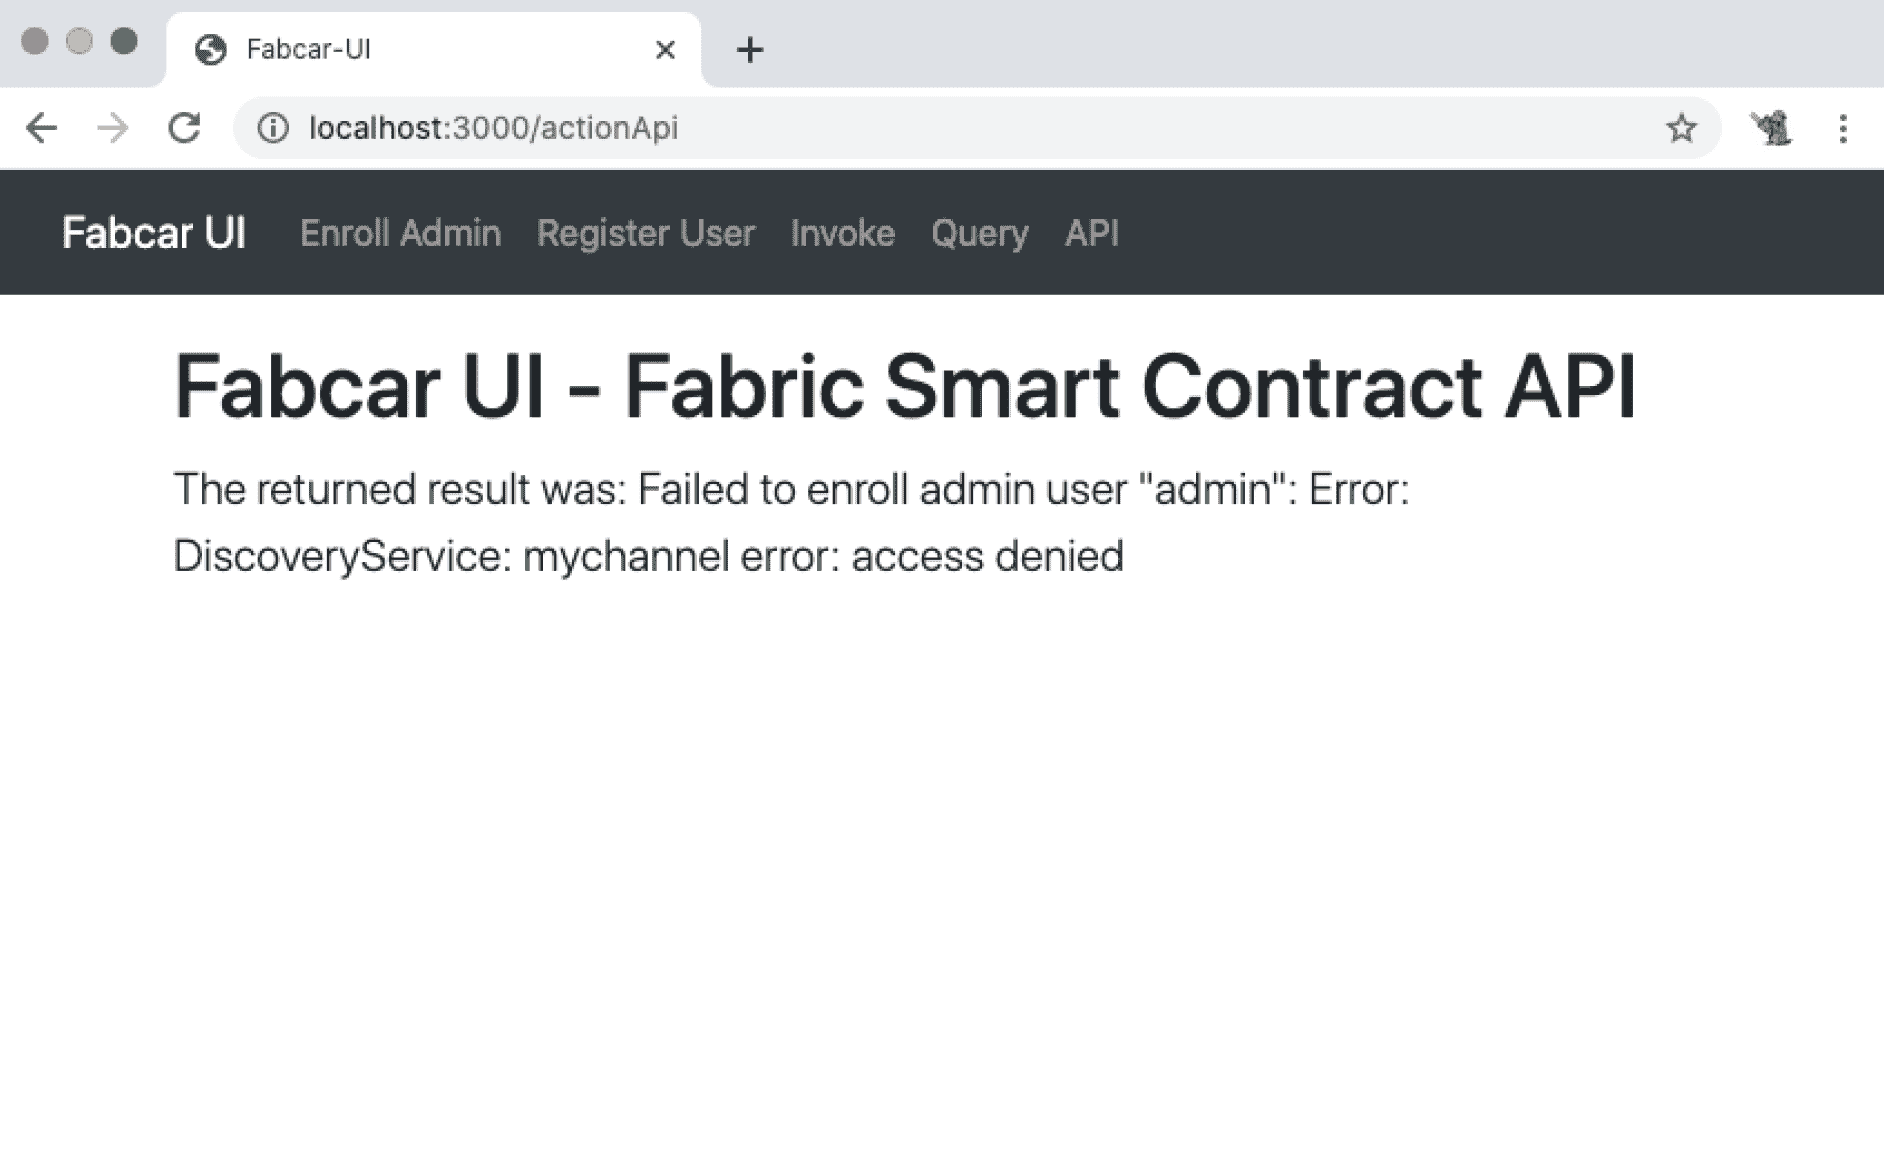 Fabcar-UI
localhost:3000/actionApi
Fabcar UI Enroll Admin Register User Invoke Query API
Fabcar UI - Fabric Smart Contract API
The returned result was: Failed to enroll admin user "admin": Error:
DiscoveryService: mychannel error: access denied